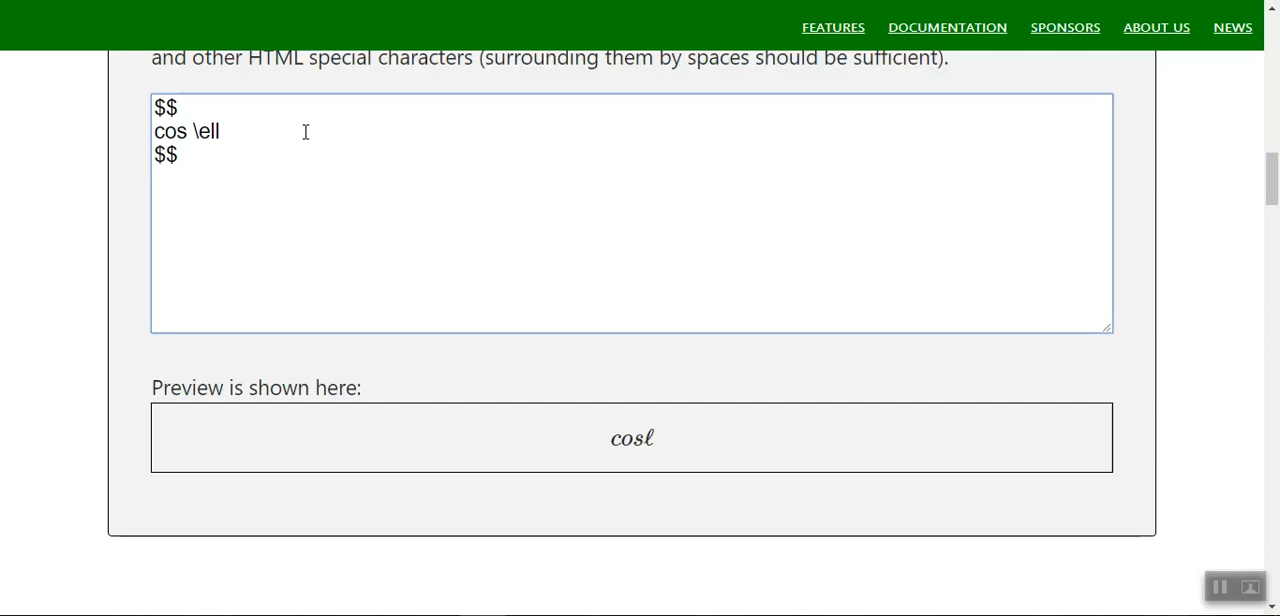 FEATURES DOCUMENTATION SPONSORS ABOUT US NEWS
and other HTML special characters (surrounding them by spaces should be sufficient).
$$
cos \ell
$$
Preview is shown here:
cosℓ